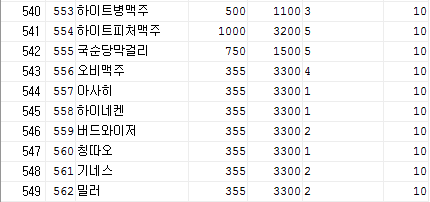 540 553 하이트병맥주 500 1100 3 10
541 554 하이트피처맥주 1000 3200 5 10
542 555 국순당막걸리 750 1500 5 10
543 556 오비맥주 355 3300 4 10
544 557 아사히 355 3300 1 10
545 558 하이네켄 355 3300 1 10
546 559 버드와이저 355 3300 2 10
547 560 칭따오 355 3300 1 10
548 561 기네스 355 3300 2 10
549 562 밀러 355 3300 2 10